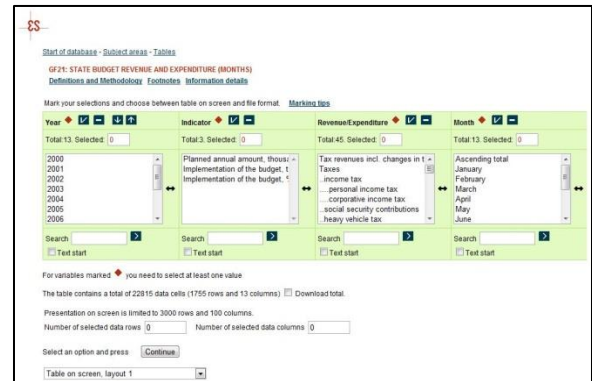 ES
Start of database - Subject areas - Tables
GF21: STATE BUDGET REVENUE AND EXPENDITURE (MONTHS)
Definitions and Methodology Footnotes Information details
Mark your selections and choose between table on screen and file format. Marking tips
Year Indicator Revenue/Expenditure Month
Total:13. Selected: 0 Total:3. Selected: 0 Total:45. Selected: 0 Total:13. Selected: 0
2000 Planned annual amount, thousa Tax revenues incl. changes in t Ascending total
2001 Implementation of the budget, t Taxes January
2002 Implementation of the budget, % ..income tax February
2003 ....personal income tax March
2004 ....corporative income tax April
2005 ..social security contributions May
2006 ..heavy vehicle tax June
Search Search Search Search
Text start Text start Text start Text start
For variables marked you need to select at least one value
The table contains a total of 22815 data cells (1755 rows and 13 columns) Download total.
Presentation on screen is limited to 3000 rows and 100 columns.
Number of selected data rows 0 Number of selected data columns 0
Select an option and press Continue
Table on screen, layout 1